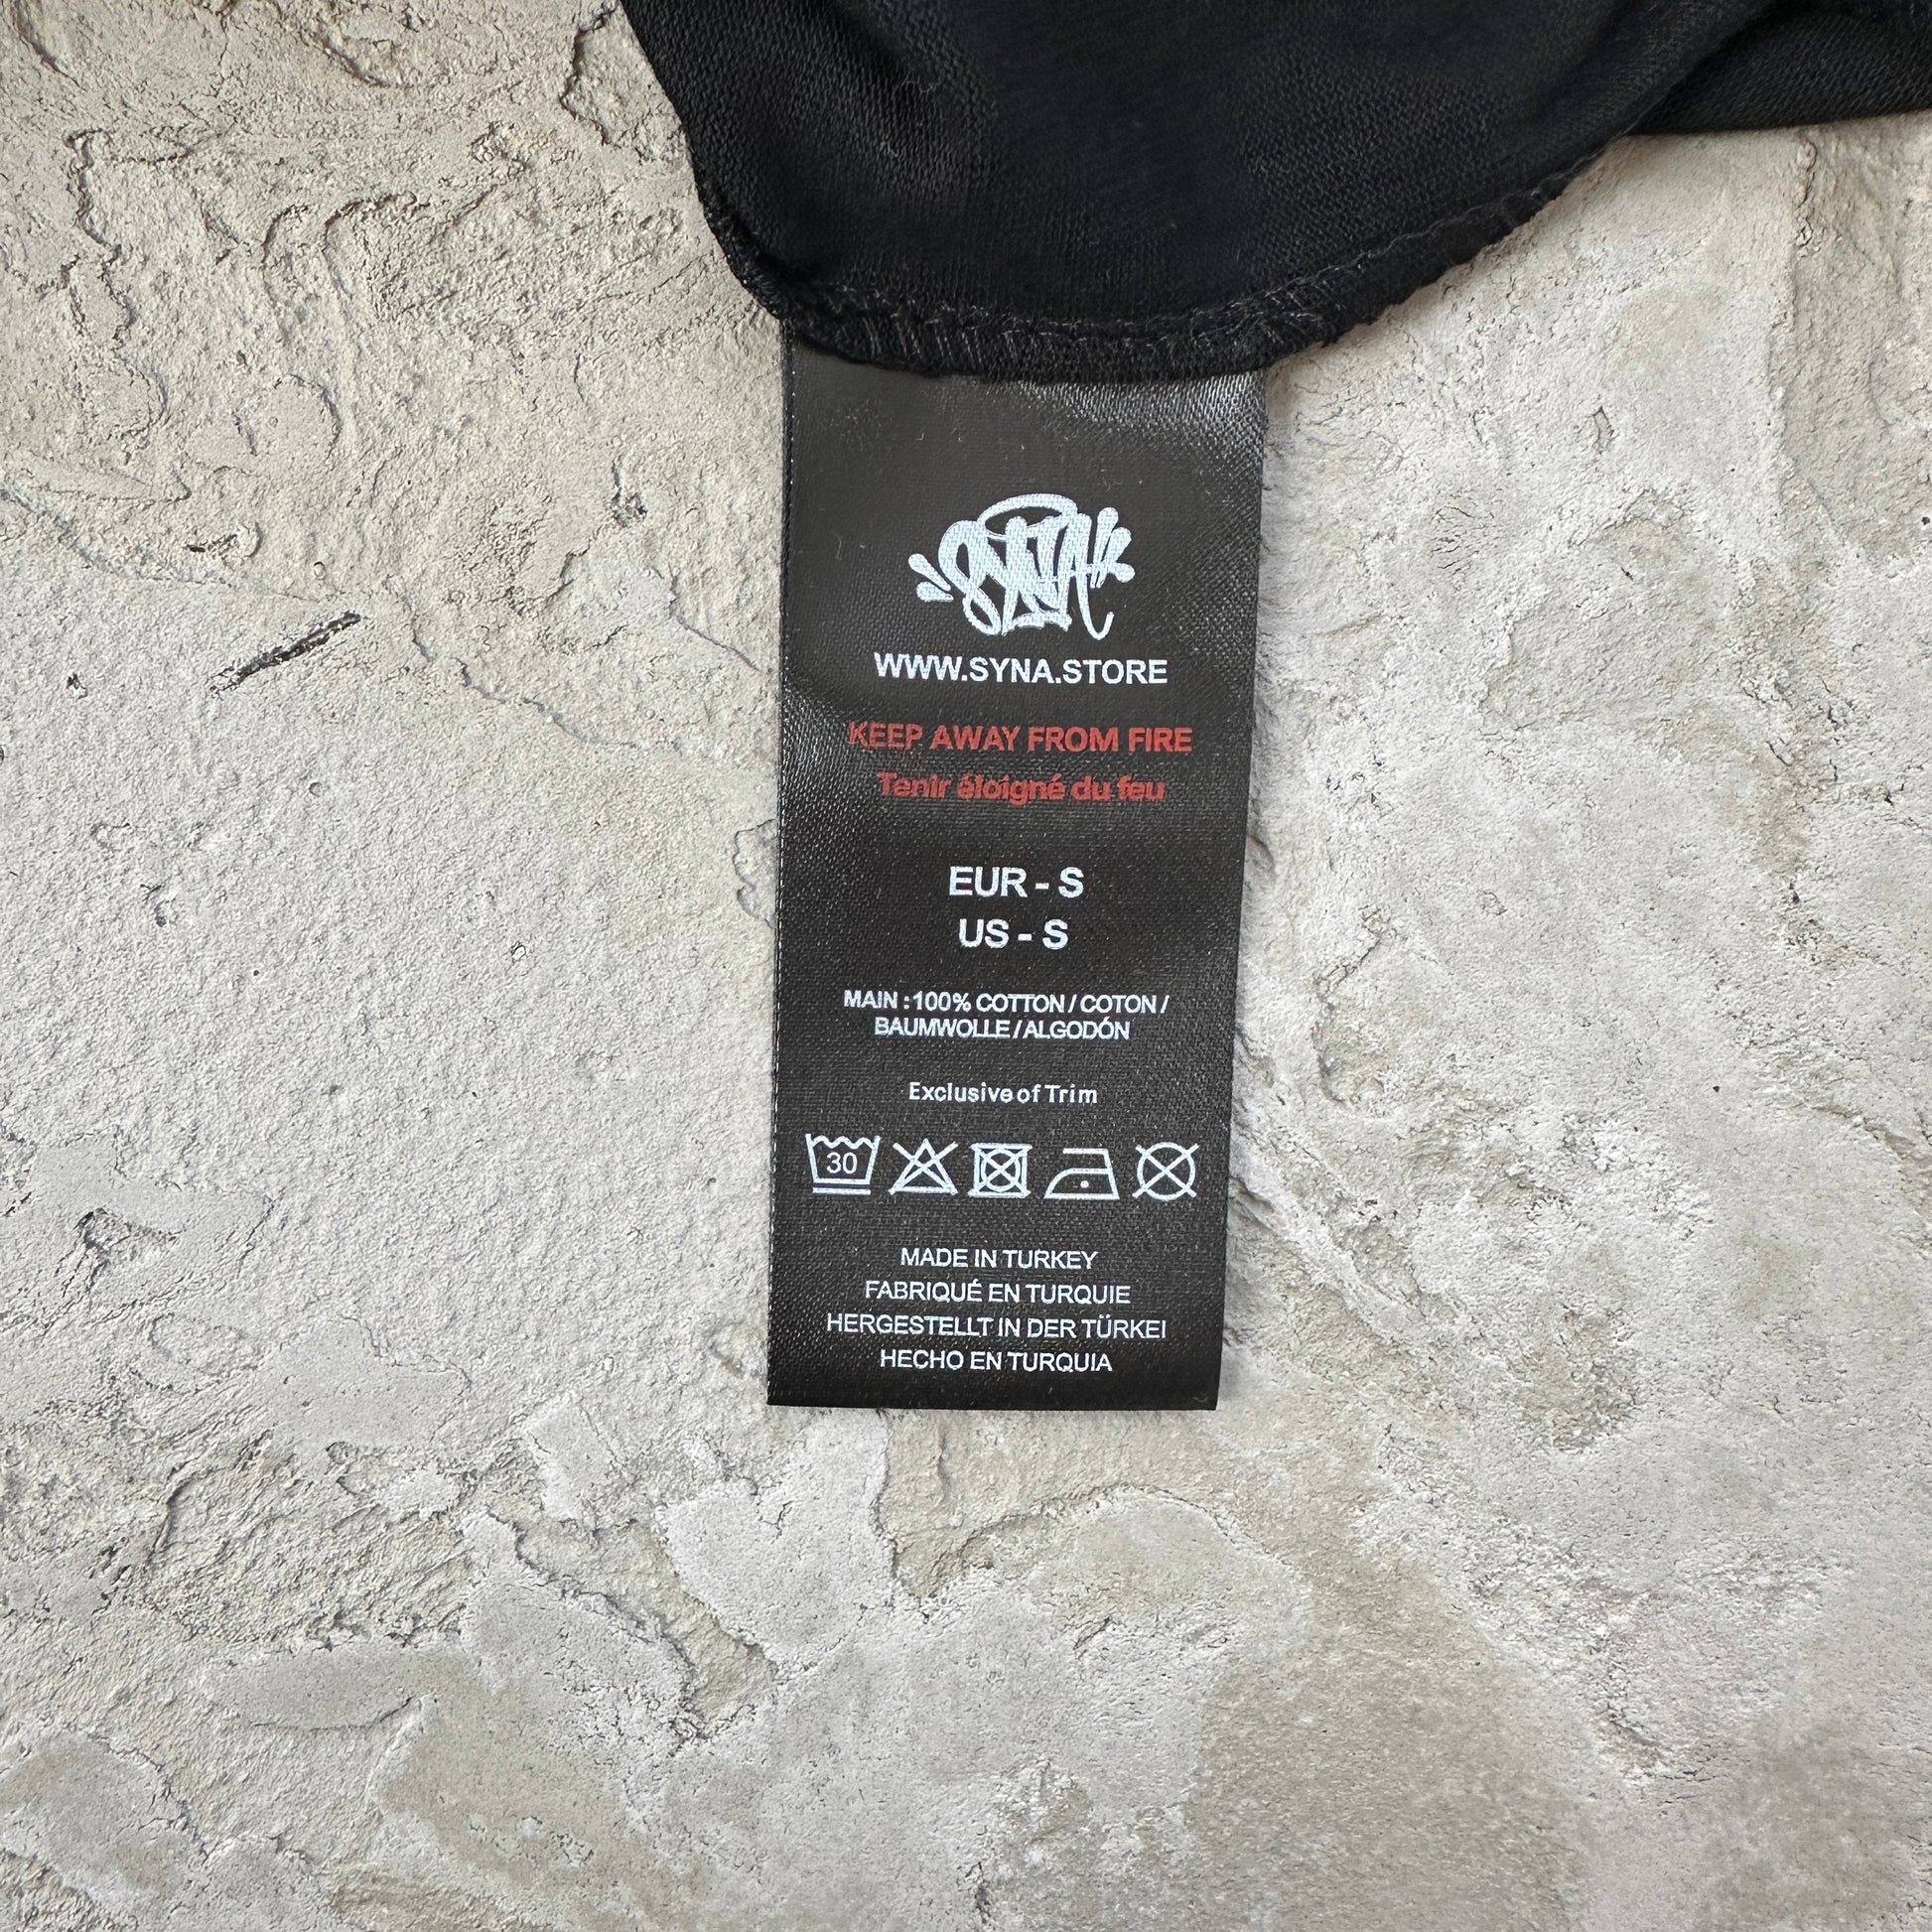 SYNA
WWW.SYNA.STORE
KEEP AWAY FROM FIRE
Tenir éloigné du feu
EUR - S
US - S
MAIN : 100% COTTON / COTON /
BAUMWOLLE / ALGODÓN
Exclusive of Trim
30
MADE IN TURKEY
FABRIQUÉ EN TURQUIE
HERGESTELLT IN DER TÜRKEI
HECHO EN TURQUIA